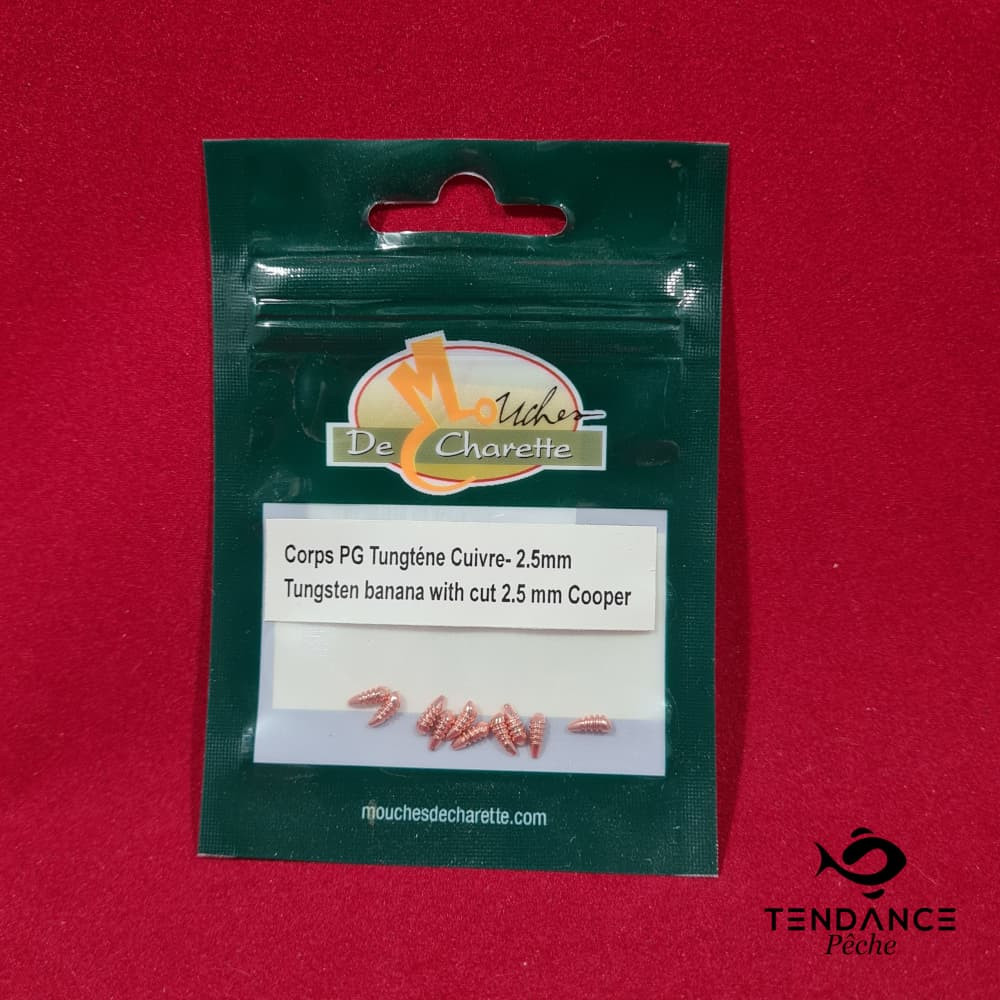 Mouches
De Charette
Corps PG Tungténe Cuivre- 2.5mm
Tungsten banana with cut 2.5 mm Cooper
mouchesdecharette.com
TENDANCE
Pêche